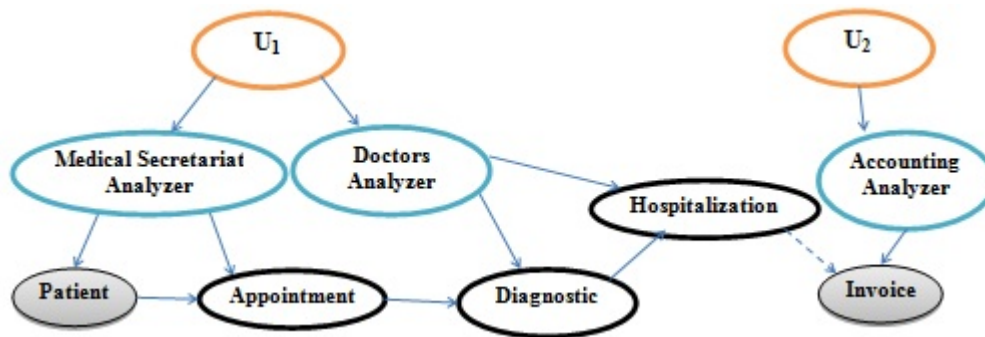 U1
U2
Medical Secretariat
Analyzer
Doctors
Analyzer
Accounting
Analyzer
Hospitalization
Patient
Appointment
Diagnostic
Invoice